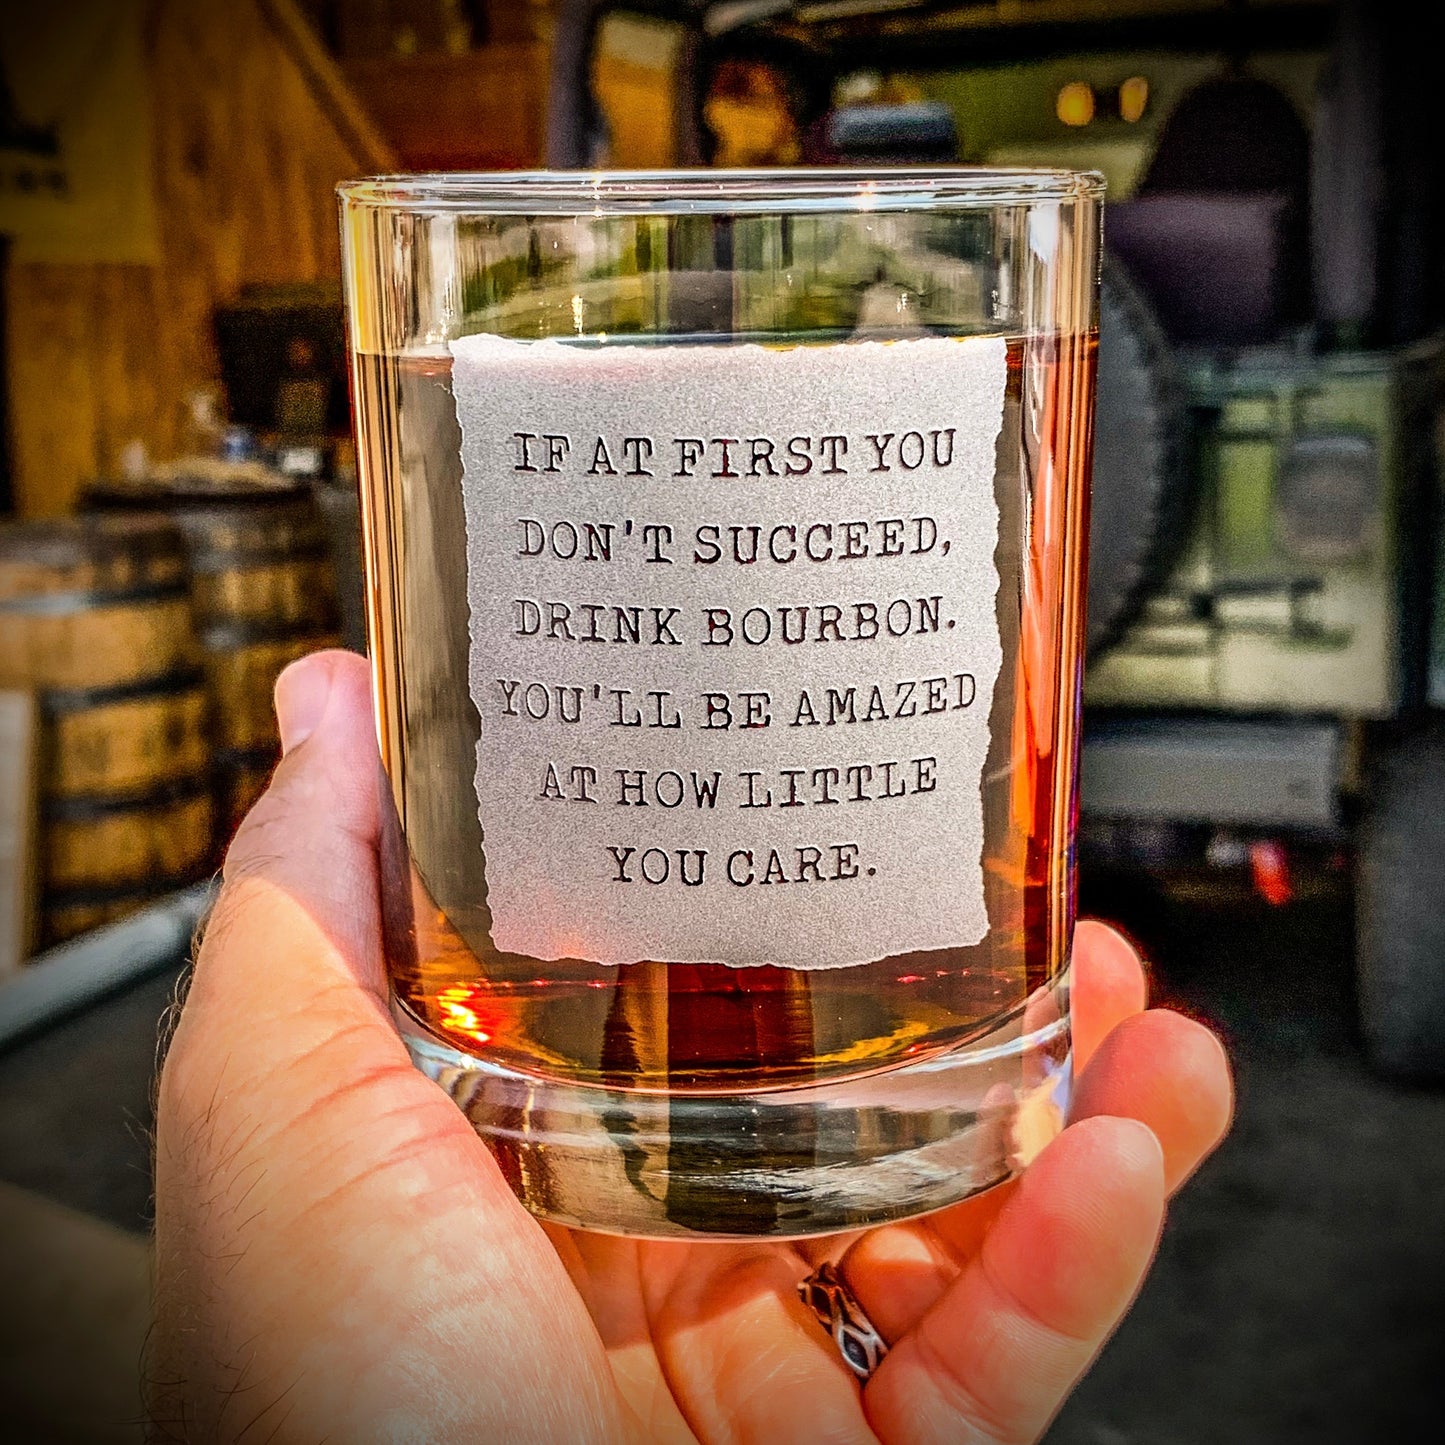 IF AT FIRST YOU
DON'T SUCCEED,
DRINK BOURBON.
YOU'LL BE AMAZED
AT HOW LITTLE
YOU CARE.